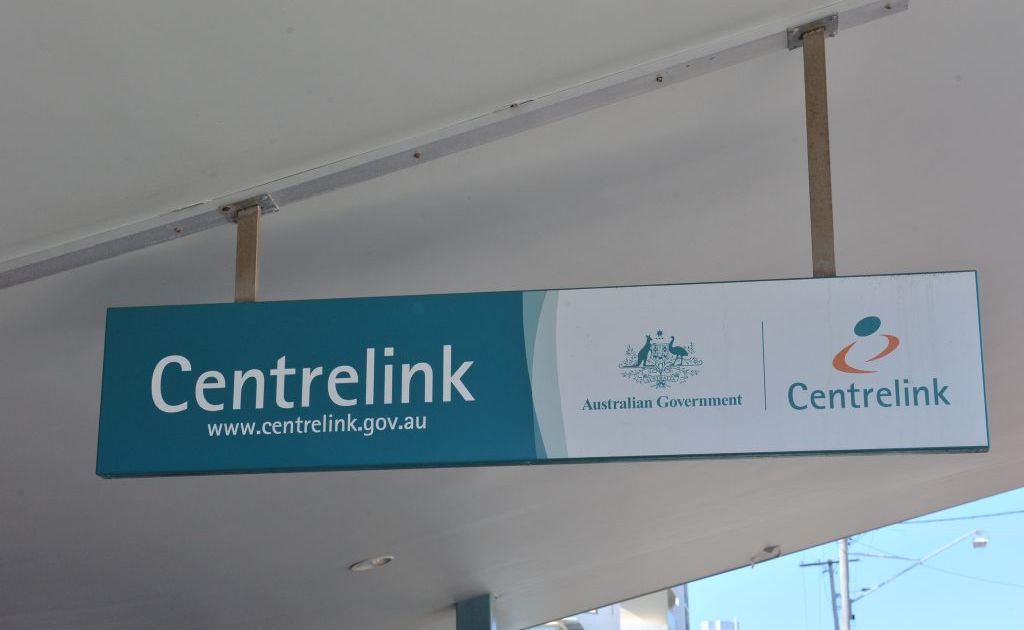 Centrelink
www.centrelink.gov.au
Australian Government
Centrelink